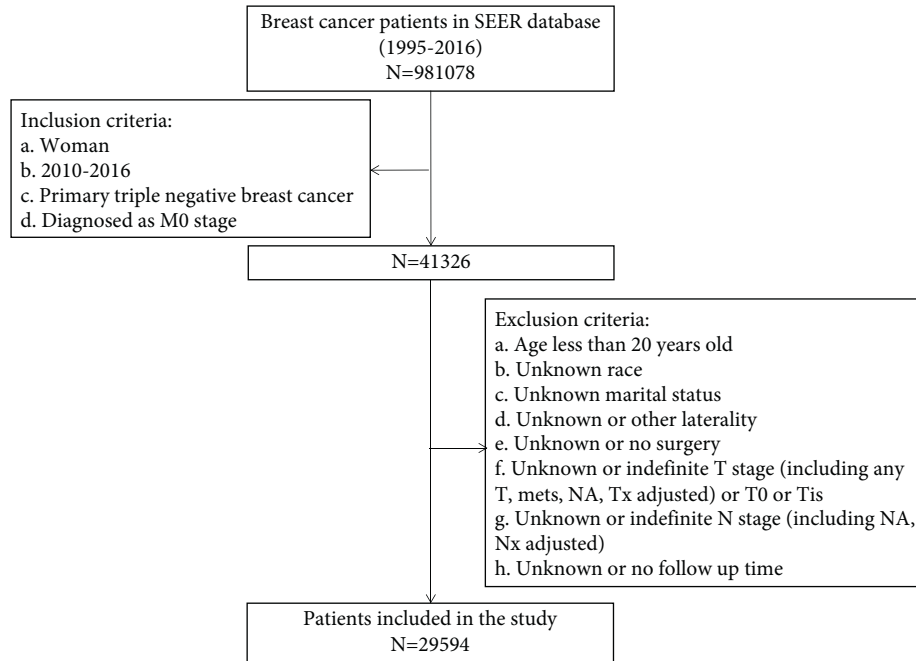 Breast cancer patients in SEER database
(1995-2016)
N=981078
Inclusion criteria:
a. Woman
b. 2010-2016
c. Primary triple negative breast cancer
d. Diagnosed as M0 stage
N=41326
Exclusion criteria:
a. Age less than 20 years old
b. Unknown race
c. Unknown marital status
d. Unknown or other laterality
e. Unknown or no surgery
f. Unknown or indefinite T stage (including any
T, mets, NA, Tx adjusted) or T0 or Tis
g. Unknown or indefinite N stage (including NA,
Nx adjusted)
h. Unknown or no follow up time
Patients included in the study
N=29594